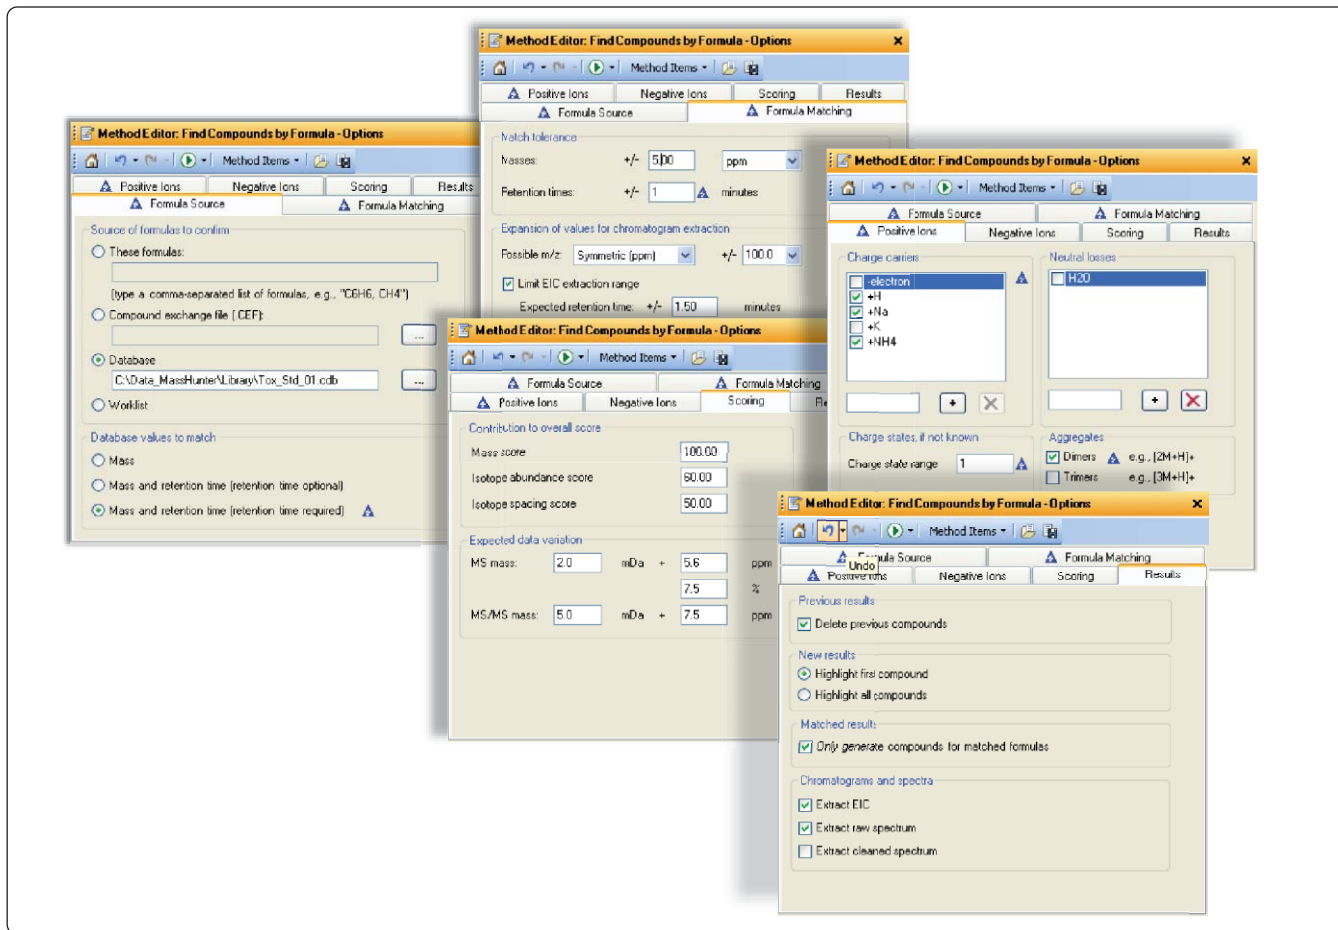 Method Editor: Find Compounds by Formula - Options
Method Items
Positive Ions Negative Ions Scoring Results
Formula Source Formula Matching
Source of formulas to confirm
These formulas:
(type a comma-separated list of formulas, e.g., "C6H6, CH4")
Compound exchange file (.CEF):
...
Database
C:\Data_MassHunter\Library\Tox_Std_01.cdb ...
Worklist
Database values to match
Mass
Mass and retention time (retention time optional)
Mass and retention time (retention time required)
Method Editor: Find Compounds by Formula - Options
Method Items
Positive Ions Negative Ions Scoring Results
Formula Source Formula Matching
Match tolerance
Masses: +/- 5.00 ppm
Retention times: +/- 1 minutes
Expansion of values for chromatogram extraction
Possible m/z: Symmetric (ppm) +/- 100.0
Limit EIC extraction range
Expected retention time: +/- 1.50 minutes
Method Editor: Find Compounds by Formula - Options
Method Items
Formula Source Formula Matching
Positive Ions Negative Ions Scoring Re
Contribution to overall score
Mass score 100.00
Isotope abundance score 60.00
Isotope spacing score 50.00
Expected data variation
MS mass: 2.0 mDa + 5.6 ppm
7.5 %
MS/MS mass: 5.0 mDa + 7.5 ppm
Method Editor: Find Compounds by Formula - Options
Method Items
Formula Source Formula Matching
Positive Ions Negative Ions Scoring Results
Charge carriers Neutral losses
-electron H2O
+H
+Na
+K
+NH4
+ +
Charge states, if not known Aggregates
Charge state range 1 Dimers e.g., [2M+H]+
Trimers e.g., [3M+H]+
Method Editor: Find Compounds by Formula - Options
Method Items
Formula Source Formula Matching
Undo
Positive Ions Negative Ions Scoring Results
Previous results
Delete previous compounds
New results
Highlight first compound
Highlight all compounds
Matched results
Only generate compounds for matched formulas
Chromatograms and spectra
Extract EIC
Extract raw spectrum
Extract cleaned spectrum